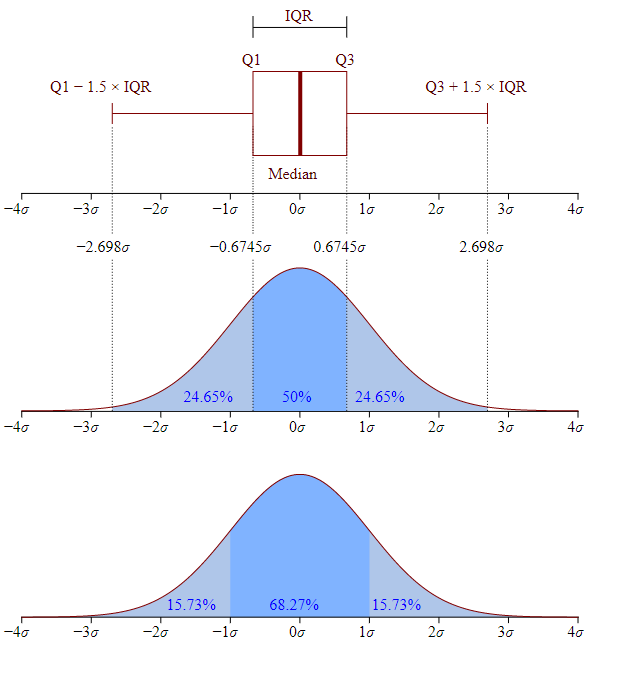 IQR
Q1 Q3
Q1 − 1.5 × IQR Q3 + 1.5 × IQR
Median
−4σ −3σ −2σ −1σ 0σ 1σ 2σ 3σ 4σ
−2.698σ −0.6745σ 0.6745σ 2.698σ
24.65% 50% 24.65%
−4σ −3σ −2σ −1σ 0σ 1σ 2σ 3σ 4σ
15.73% 68.27% 15.73%
−4σ −3σ −2σ −1σ 0σ 1σ 2σ 3σ 4σ